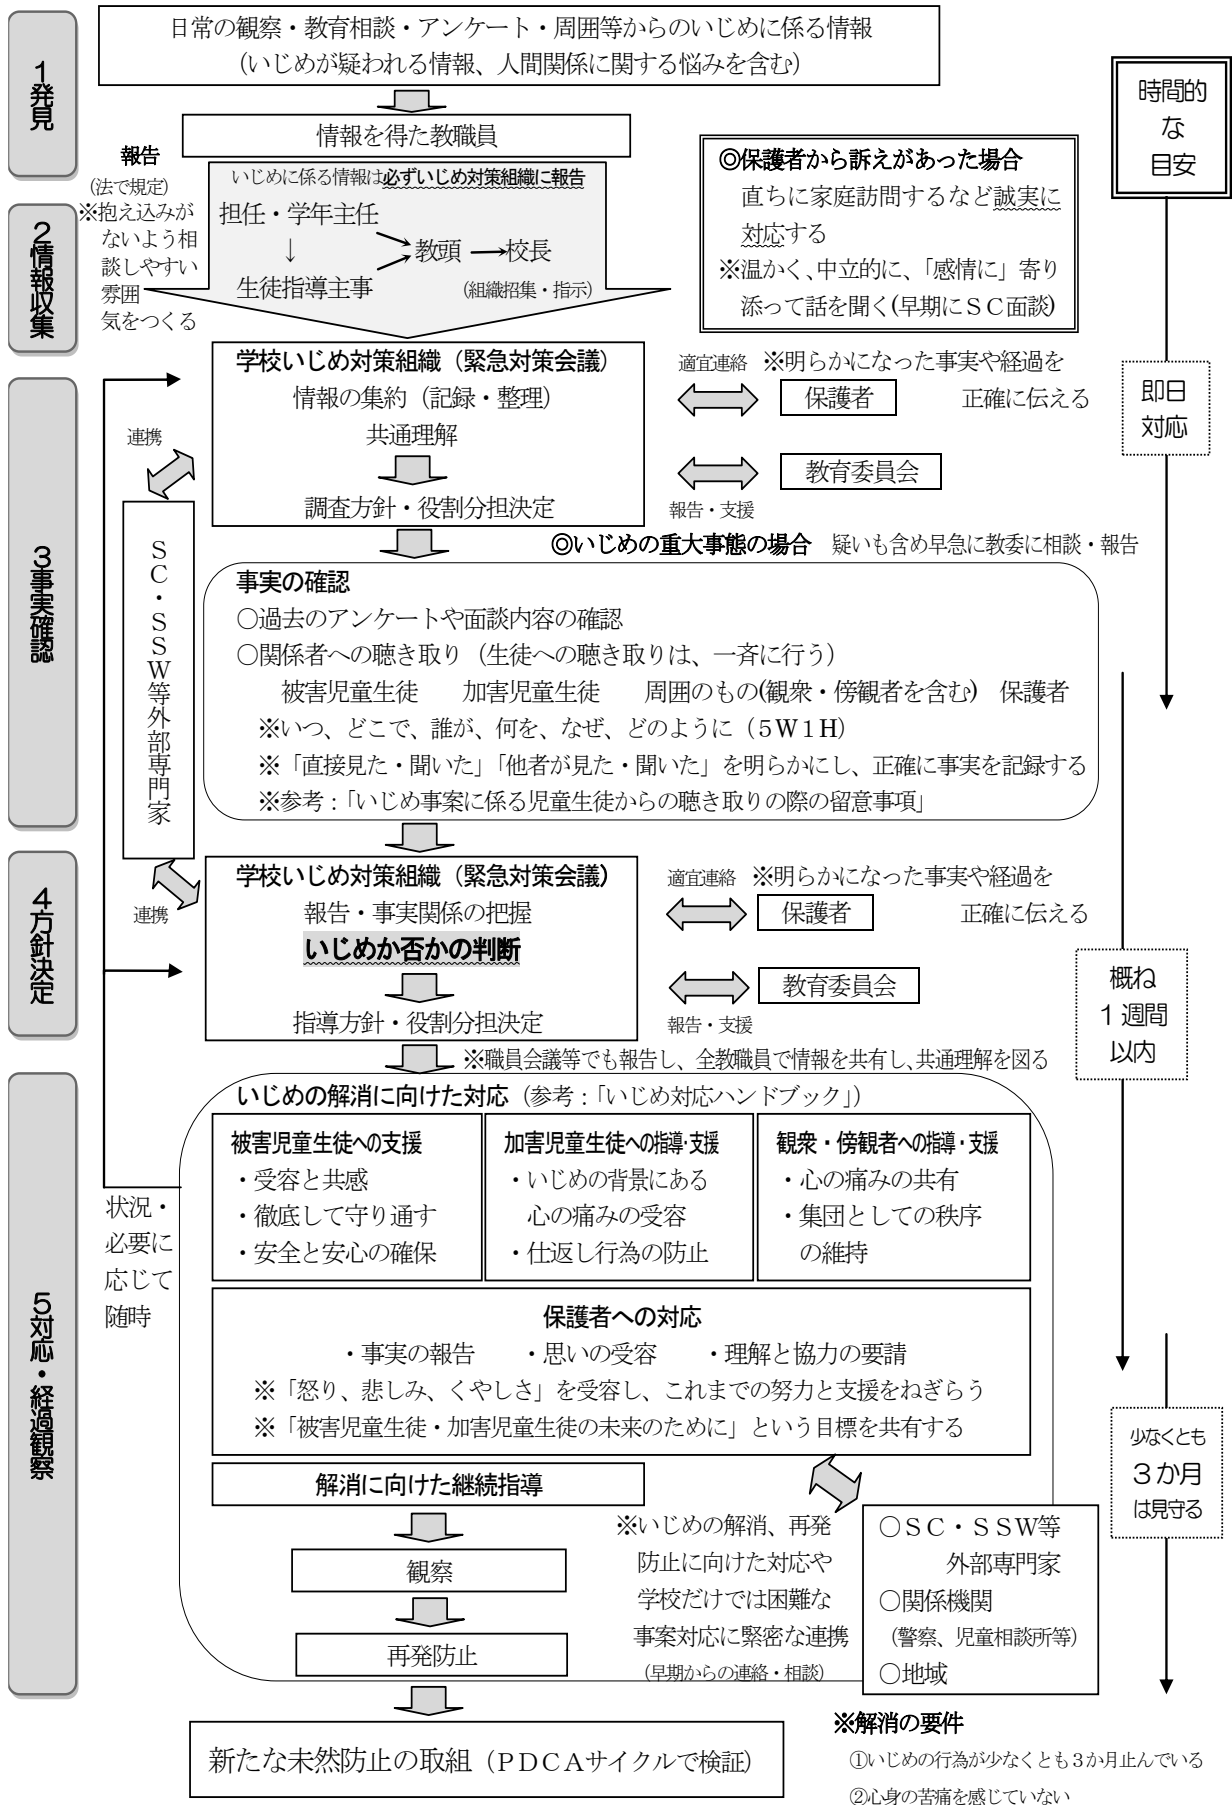 1発見
日常の観察・教育相談・アンケート・周囲等からのいじめに係る情報
(いじめが疑われる情報、人間関係に関する悩みを含む)
時間的
な
目安
情報を得た教職員
報告
(法で規定)
※抱え込みが
ないよう相
談しやすい
雰囲
気をつくる
いじめに係る情報は必ずいじめ対策組織に報告
担任・学年主任
↓
生徒指導主事
教頭
校長
(組織招集・指示)
◎保護者から訴えがあった場合
直ちに家庭訪問するなど誠実に
対応する
※温かく、中立的に、「感情に」寄り
添って話を聞く(早期にSC面談)
2情報収集
学校いじめ対策組織(緊急対策会議)
情報の集約(記録・整理)
共通理解
調査方針・役割分担決定
適宜連絡 ※明らかになった事実や経過を
保護者 正確に伝える
教育委員会
報告・支援
即日
対応
連携
3事実確認
SC・SSW等外部専門家
◎いじめの重大事態の場合 疑いも含め早急に教委に相談・報告
事実の確認
○過去のアンケートや面談内容の確認
○関係者への聴き取り(生徒への聴き取りは、一斉に行う)
被害児童生徒 加害児童生徒 周囲のもの(観衆・傍観者を含む) 保護者
※いつ、どこで、誰が、何を、なぜ、どのように(5W1H)
※「直接見た・聞いた」「他者が見た・聞いた」を明らかにし、正確に事実を記録する
※参考:「いじめ事案に係る児童生徒からの聴き取りの際の留意事項」
4方針決定
連携
学校いじめ対策組織(緊急対策会議)
報告・事実関係の把握
いじめか否かの判断
指導方針・役割分担決定
適宜連絡 ※明らかになった事実や経過を
保護者 正確に伝える
教育委員会
報告・支援
概ね
1週間
以内
※職員会議等でも報告し、全教職員で情報を共有し、共通理解を図る
5対応・経過観察
状況・
必要に
応じて
随時
いじめの解消に向けた対応(参考:「いじめ対応ハンドブック」)
被害児童生徒への支援
・受容と共感
・徹底して守り通す
・安全と安心の確保
加害児童生徒への指導・支援
・いじめの背景にある
心の痛みの受容
・仕返し行為の防止
観衆・傍観者への指導・支援
・心の痛みの共有
・集団としての秩序
の維持
保護者への対応
・事実の報告 ・思いの受容 ・理解と協力の要請
※「怒り、悲しみ、くやしさ」を受容し、これまでの努力と支援をねぎらう
※「被害児童生徒・加害児童生徒の未来のために」という目標を共有する
少なくとも
3か月
は見守る
解消に向けた継続指導
観察
再発防止
※いじめの解消、再発
防止に向けた対応や
学校だけでは困難な
事案対応に緊密な連携
(早期からの連絡・相談)
○SC・SSW等
外部専門家
○関係機関
(警察、児童相談所等)
○地域
新たな未然防止の取組(PDCAサイクルで検証)
※解消の要件
①いじめの行為が少なくとも3か月止んでいる
②心身の苦痛を感じていない